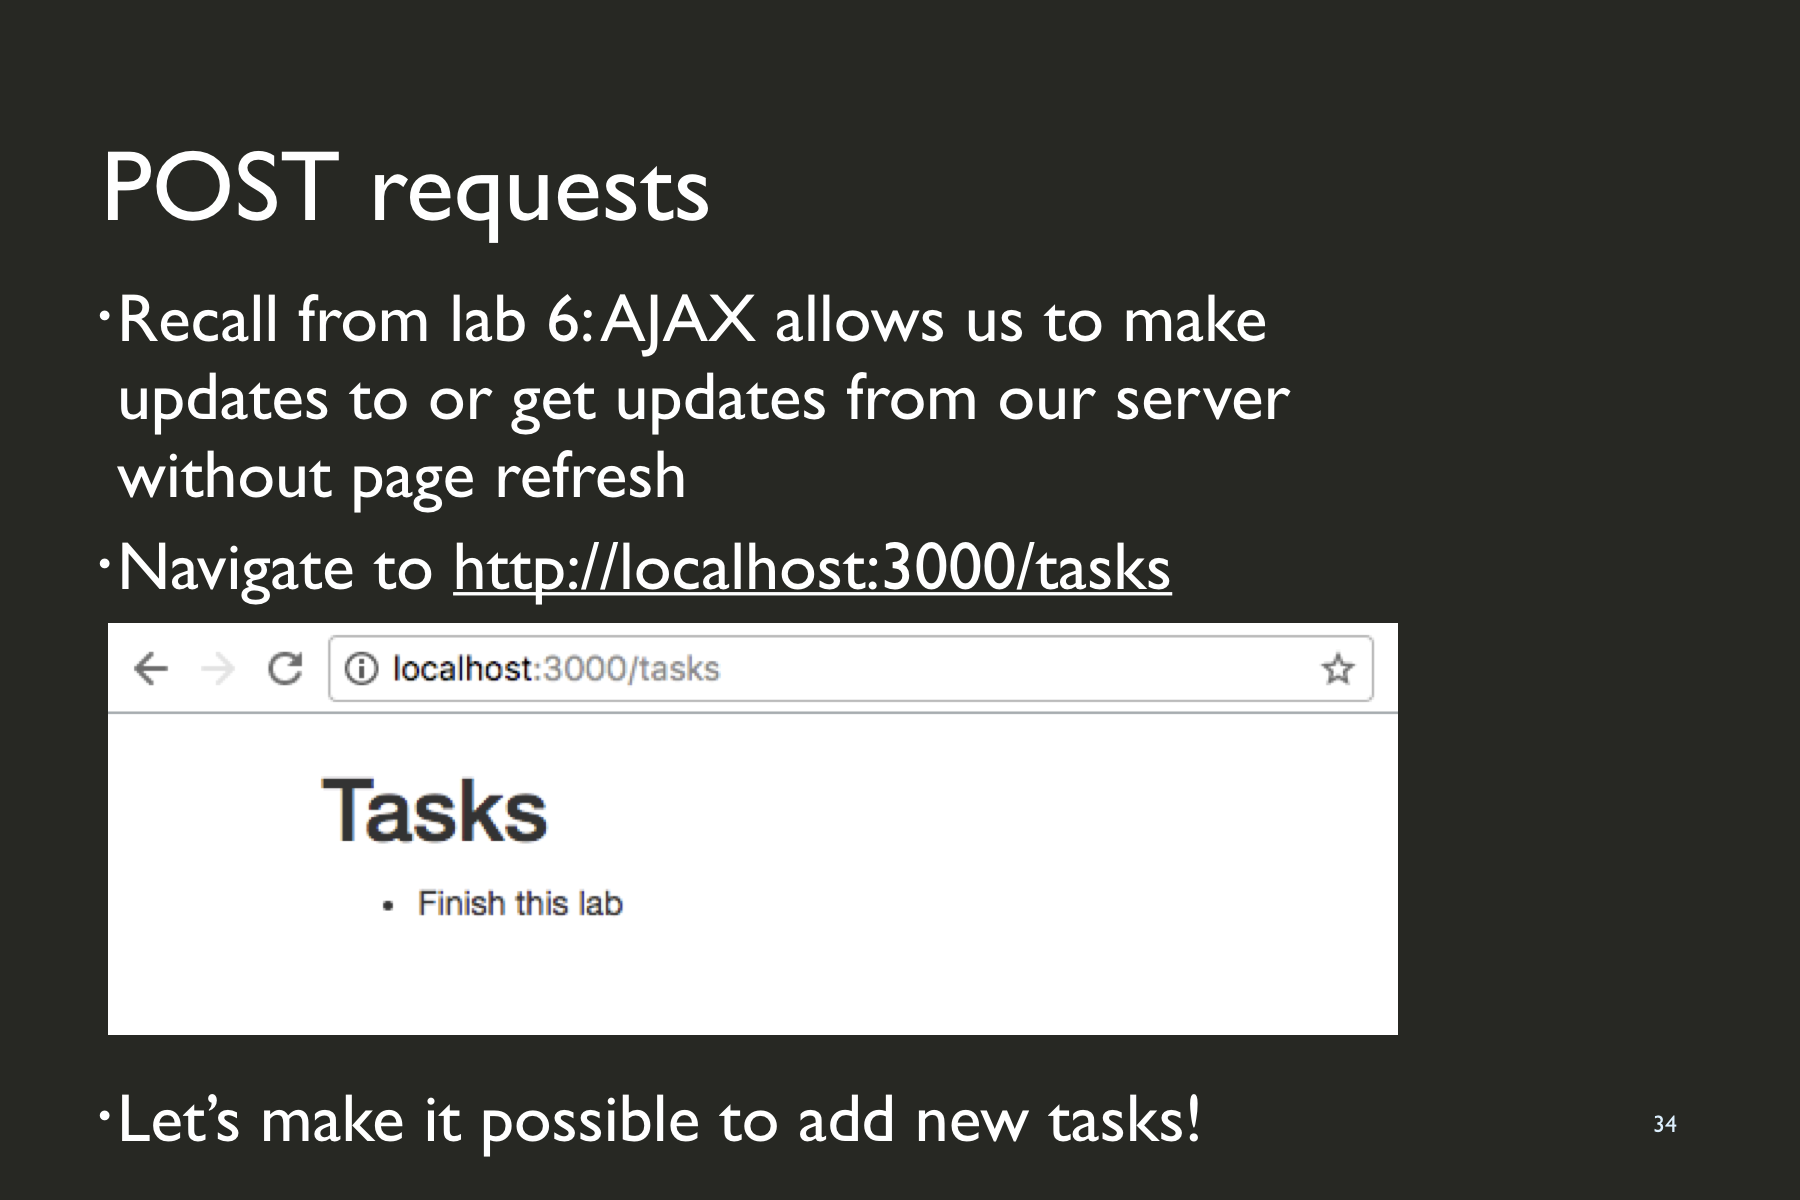 POST requests
•Recall from lab 6: AJAX allows us to make
updates to or get updates from our server
without page refresh
•Navigate to http://localhost:3000/tasks
localhost:3000/tasks
Tasks
• Finish this lab
•Let’s make it possible to add new tasks!
34